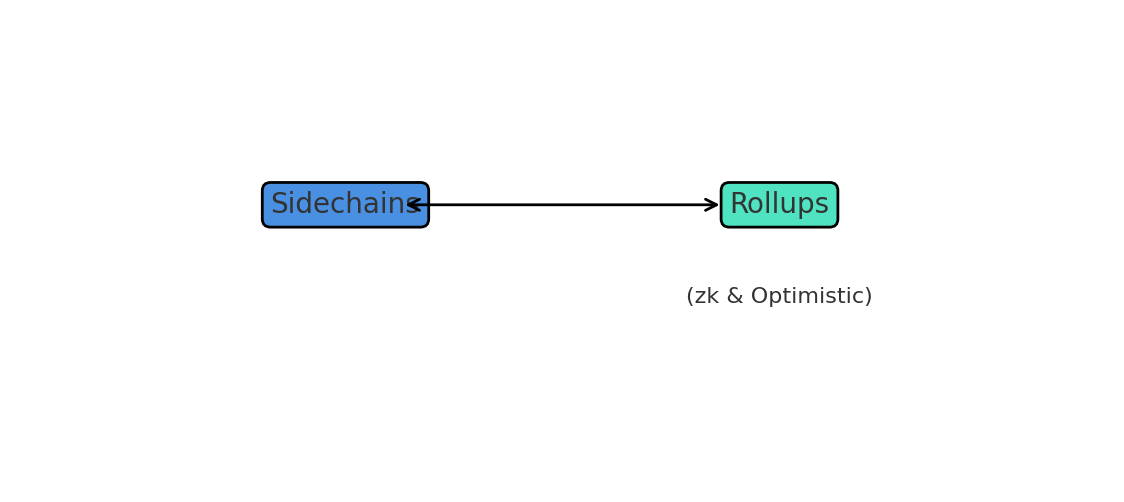 Sidechains
Rollups
(zk & Optimistic)